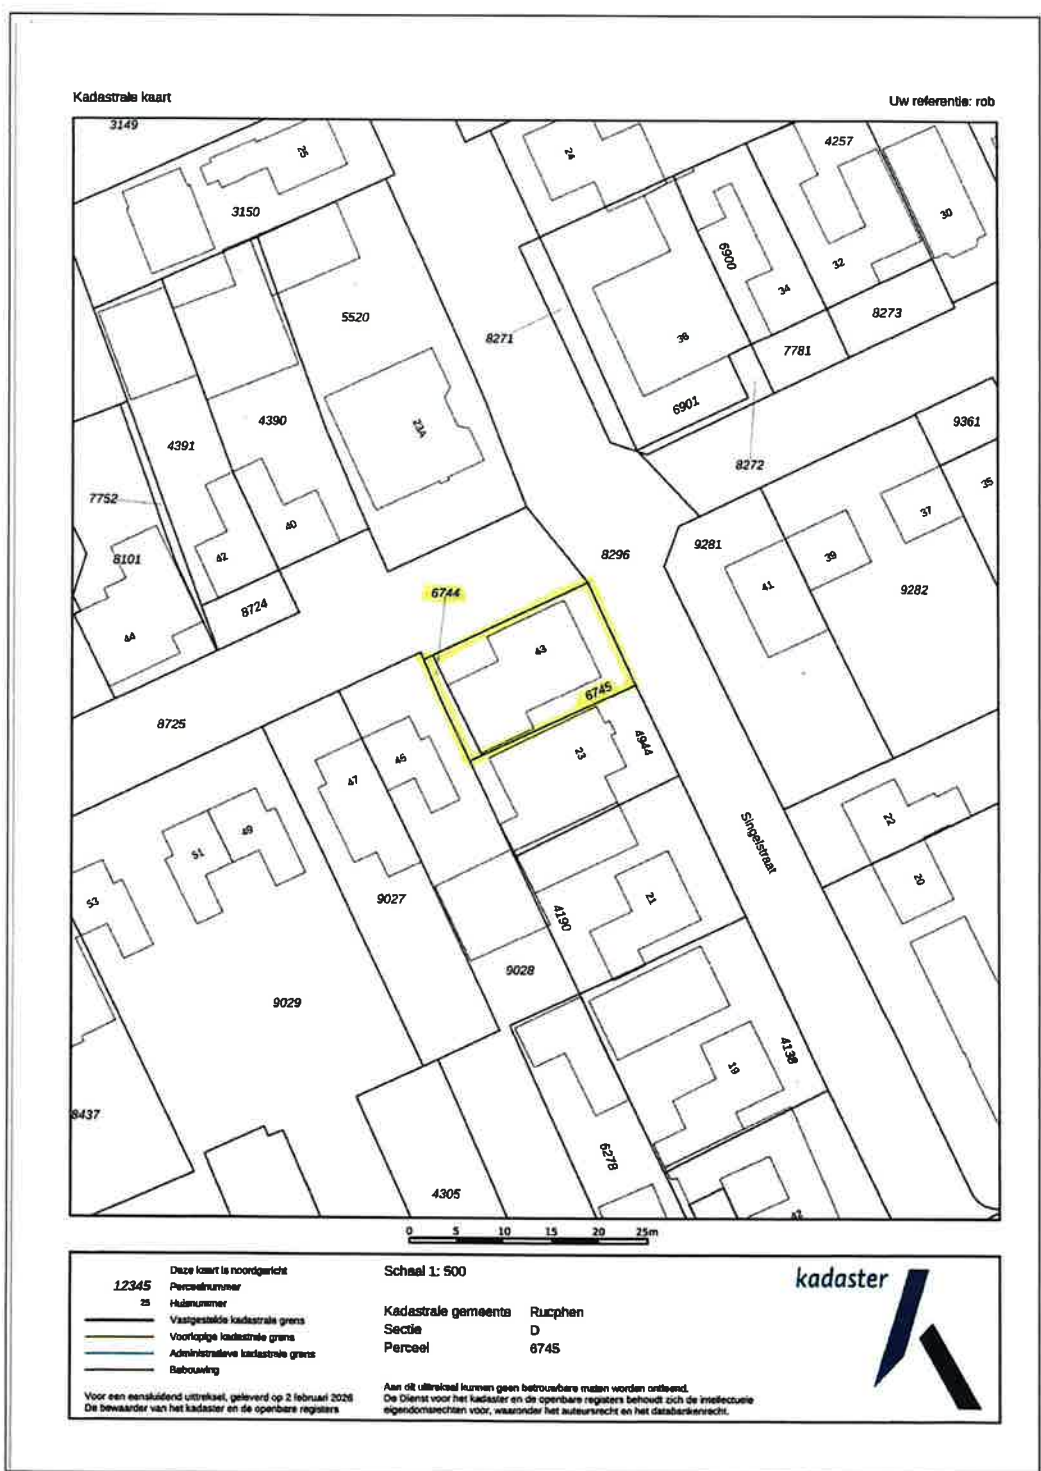 Kadastrale kaart
Uw referentie: rob
3149
25
24
4257
3150
30
6900
32
34
5520
8271
8273
36
7781
6901
4390
23A
4391
9361
8272
7752
35
37
40
8101
42
8296
9281
39
41
9282
6744
8724
44
43
6745
8725
4944
23
45
47
Singelstraat
22
49
51
20
53
9027
21
4190
9028
9029
4138
19
8437
6278
4305
42
0 5 10 15 20 25m
Deze kaart is noordgericht
12345 Perceelnummer
25 Huisnummer
Vastgestelde kadastrale grens
Voorlopige kadastrale grens
Administratieve kadastrale grens
Bebouwing
Voor een eensluidend uittreksel, geleverd op 2 februari 2026
De bewaarder van het kadaster en de openbare registers
Schaal 1: 500
Kadastrale gemeente Rucphen
Sectie D
Perceel 6745
Aan dit uittreksel kunnen geen betrouwbare maten worden ontleend.
De Dienst voor het kadaster en de openbare registers behoudt zich de intellectuele
eigendomsrechten voor, waaronder het auteursrecht en het databankenrecht.
kadaster